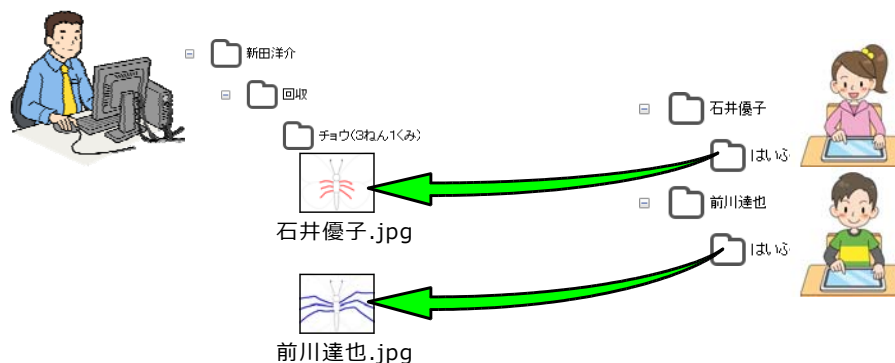 新田洋介
回収
チョウ(3ねん1くみ)
石井優子.jpg
前川達也.jpg
石井優子
はいふ
前川達也
はいふ